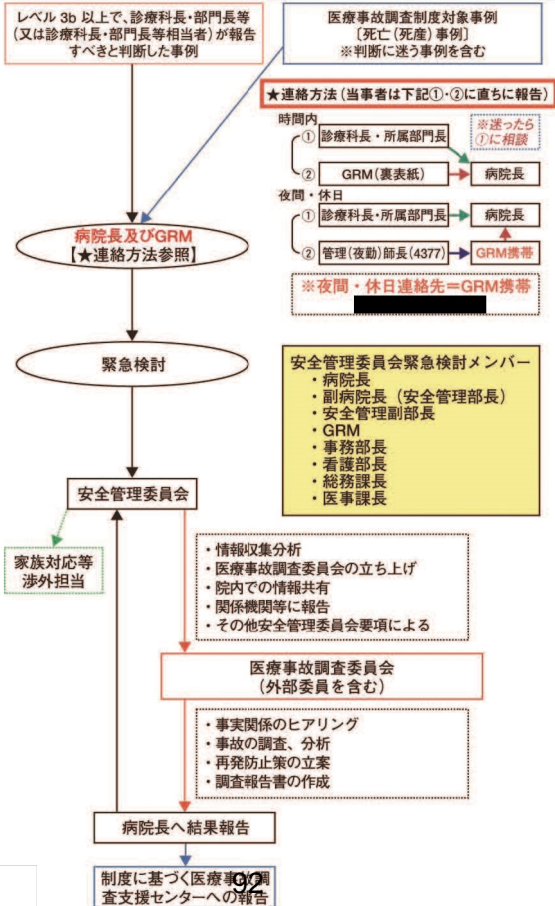 レベル 3b 以上で、診療科長・部門長等
(又は診療科長・部門長等相当者)が報告
すべきと判断した事例
医療事故調査制度対象事例
〔死亡(死産)事例〕
※判断に迷う事例を含む
★連絡方法(当事者は下記①・②に直ちに報告)
時間内
① 診療科長・所属部門長
※迷ったら
①に相談
② GRM(裏表紙)
病院長
夜間・休日
① 診療科長・所属部門長
病院長
② 管理(夜勤)師長(4377)
GRM携帯
※夜間・休日連絡先=GRM携帯
病院長及びGRM
【★連絡方法参照】
緊急検討
安全管理委員会緊急検討メンバー
・病院長
・副病院長(安全管理部長)
・安全管理副部長
・GRM
・事務部長
・看護部長
・総務課長
・医事課長
安全管理委員会
家族対応等
渉外担当
・情報収集分析
・医療事故調査委員会の立ち上げ
・院内での情報共有
・関係機関等に報告
・その他安全管理委員会要項による
医療事故調査委員会
(外部委員を含む)
・事実関係のヒアリング
・事故の調査、分析
・再発防止策の立案
・調査報告書の作成
病院長へ結果報告
制度に基づく医療事故調
査支援センターへの報告
92